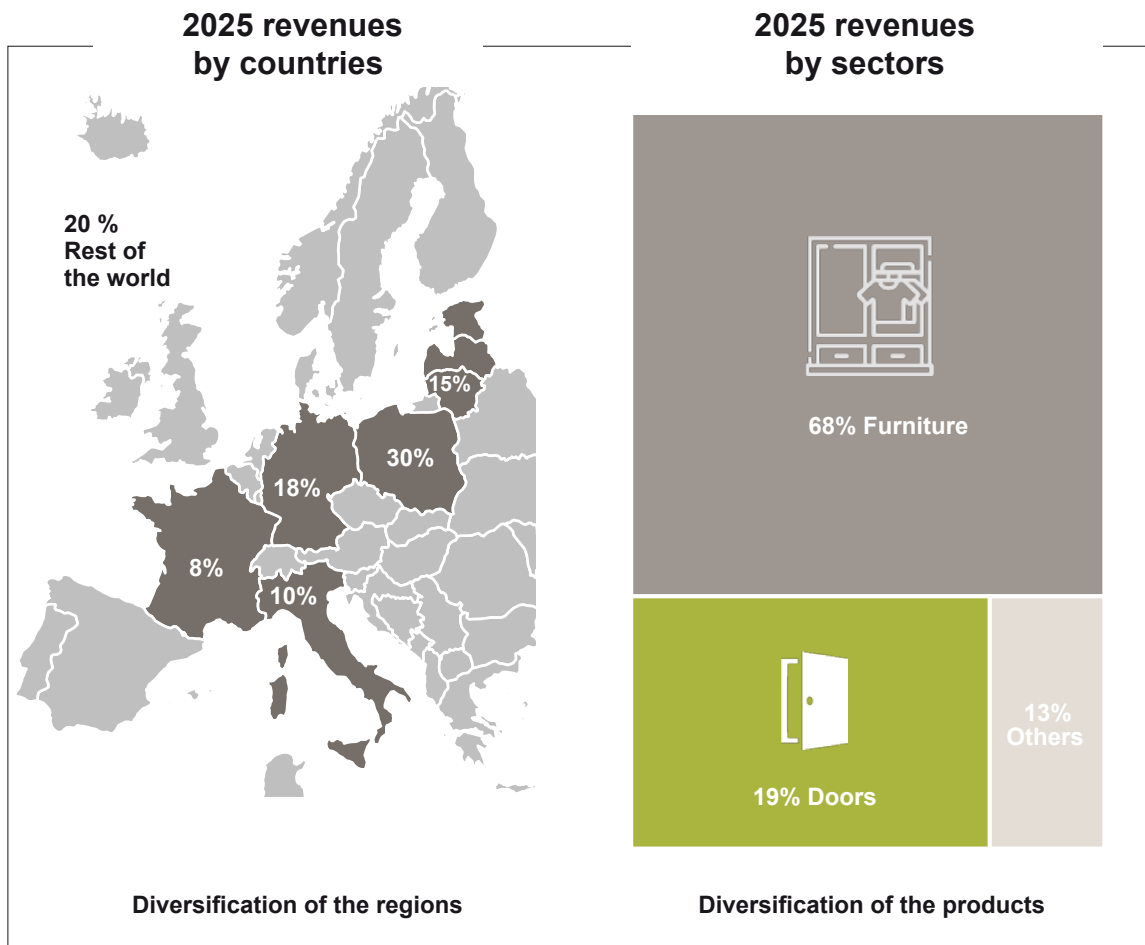 2025 revenues
by countries
20 %
Rest of
the world
15%
30%
18%
8%
10%
Diversification of the regions
2025 revenues
by sectors
68% Furniture
19% Doors
13%
Others
Diversification of the products